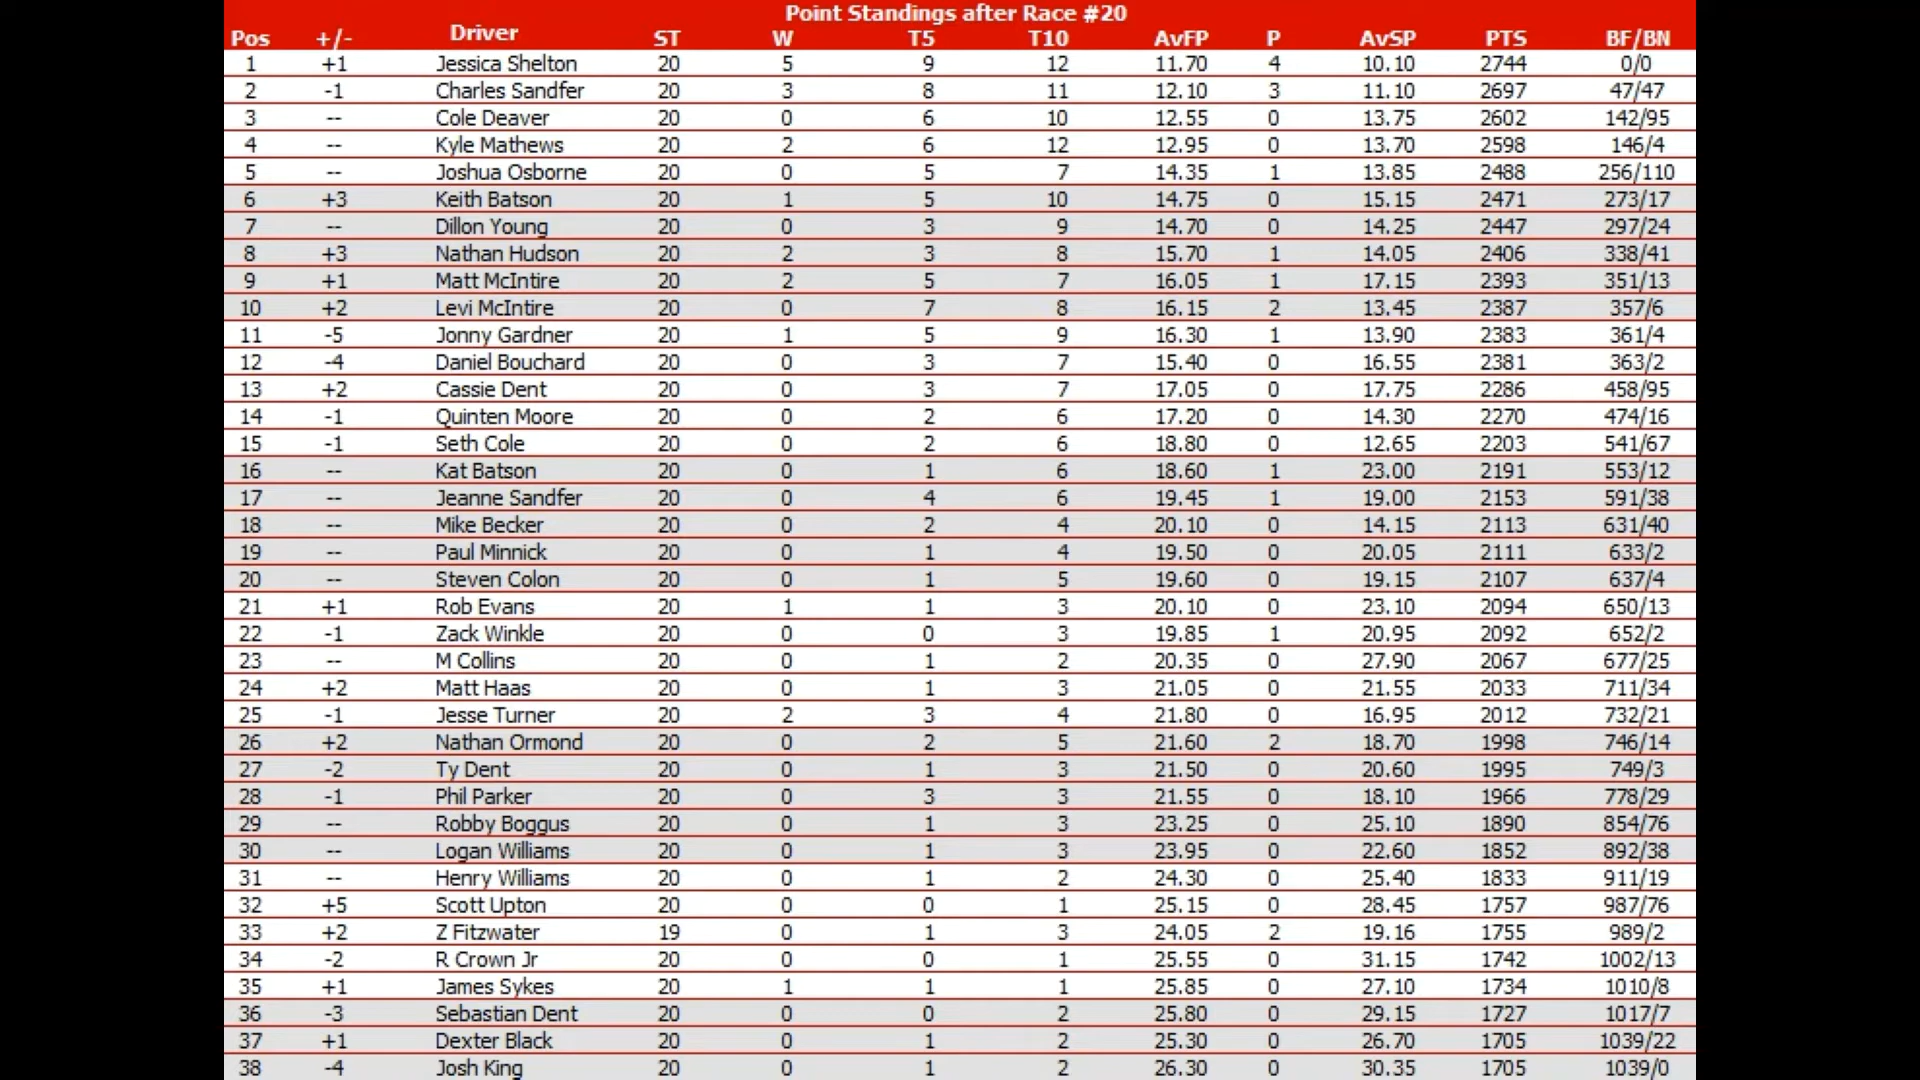 Point Standings after Race #20
Pos +/- Driver ST W T5 T10 AvFP P AvSP PTS BF/BN
1 +1 Jessica Shelton 20 5 9 12 11.70 4 10.10 2744 0/0
2 -1 Charles Sandfer 20 3 8 11 12.10 3 11.10 2697 47/47
3 -- Cole Deaver 20 0 6 10 12.55 0 13.75 2602 142/95
4 -- Kyle Mathews 20 2 6 12 12.95 0 13.70 2598 146/4
5 -- Joshua Osborne 20 0 5 7 14.35 1 13.85 2488 256/110
6 +3 Keith Batson 20 1 5 10 14.75 0 15.15 2471 273/17
7 -- Dillon Young 20 0 3 9 14.70 0 14.25 2447 297/24
8 +3 Nathan Hudson 20 2 3 8 15.70 1 14.05 2406 338/41
9 +1 Matt McIntire 20 2 5 7 16.05 1 17.15 2393 351/13
10 +2 Levi McIntire 20 0 7 8 16.15 2 13.45 2387 357/6
11 -5 Jonny Gardner 20 1 5 9 16.30 1 13.90 2383 361/4
12 -4 Daniel Bouchard 20 0 3 7 15.40 0 16.55 2381 363/2
13 +2 Cassie Dent 20 0 3 7 17.05 0 17.75 2286 458/95
14 -1 Quinten Moore 20 0 2 6 17.20 0 14.30 2270 474/16
15 -1 Seth Cole 20 0 2 6 18.80 0 12.65 2203 541/67
16 -- Kat Batson 20 0 1 6 18.60 1 23.00 2191 553/12
17 -- Jeanne Sandfer 20 0 4 6 19.45 1 19.00 2153 591/38
18 -- Mike Becker 20 0 2 4 20.10 0 14.15 2113 631/40
19 -- Paul Minnick 20 0 1 4 19.50 0 20.05 2111 633/2
20 -- Steven Colon 20 0 1 5 19.60 0 19.15 2107 637/4
21 +1 Rob Evans 20 1 1 3 20.10 0 23.10 2094 650/13
22 -1 Zack Winkle 20 0 0 3 19.85 1 20.95 2092 652/2
23 -- M Collins 20 0 1 2 20.35 0 27.90 2067 677/25
24 +2 Matt Haas 20 0 1 3 21.05 0 21.55 2033 711/34
25 -1 Jesse Turner 20 2 3 4 21.80 0 16.95 2012 732/21
26 +2 Nathan Ormond 20 0 2 5 21.60 2 18.70 1998 746/14
27 -2 Ty Dent 20 0 1 3 21.50 0 20.60 1995 749/3
28 -1 Phil Parker 20 0 3 3 21.55 0 18.10 1966 778/29
29 -- Robby Boggus 20 0 1 3 23.25 0 25.10 1890 854/76
30 -- Logan Williams 20 0 1 3 23.95 0 22.60 1852 892/38
31 -- Henry Williams 20 0 1 2 24.30 0 25.40 1833 911/19
32 +5 Scott Upton 20 0 0 1 25.15 0 28.45 1757 987/76
33 +2 Z Fitzwater 19 0 1 3 24.05 2 19.16 1755 989/2
34 -2 R Crown Jr 20 0 0 1 25.55 0 31.15 1742 1002/13
35 +1 James Sykes 20 1 1 1 25.85 0 27.10 1734 1010/8
36 -3 Sebastian Dent 20 0 0 2 25.80 0 29.15 1727 1017/7
37 +1 Dexter Black 20 0 1 2 25.30 0 26.70 1705 1039/22
38 -4 Josh King 20 0 1 2 26.30 0 30.35 1705 1039/0